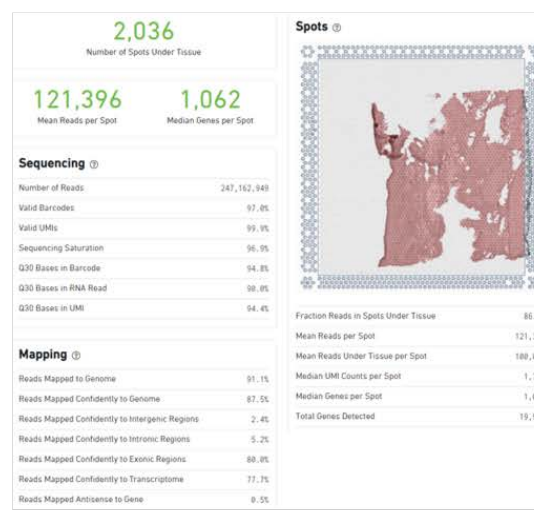 2,036
Number of Spots Under Tissue
121,396
Mean Reads per Spot
1,062
Median Genes per Spot
Sequencing
Number of Reads 247,162,949
Valid Barcodes 97.0%
Valid UMIs 99.9%
Sequencing Saturation 96.9%
Q30 Bases in Barcode 94.8%
Q30 Bases in RNA Read 90.0%
Q30 Bases in UMI 94.4%
Mapping
Reads Mapped to Genome 91.1%
Reads Mapped Confidently to Genome 87.5%
Reads Mapped Confidently to Intergenic Regions 2.4%
Reads Mapped Confidently to Intronic Regions 5.2%
Reads Mapped Confidently to Exonic Regions 80.0%
Reads Mapped Confidently to Transcriptome 77.7%
Reads Mapped Antisense to Gene 0.5%
Spots
Fraction Reads in Spots Under Tissue
Mean Reads per Spot
Mean Reads Under Tissue per Spot
Median UMI Counts per Spot
Median Genes per Spot
Total Genes Detected